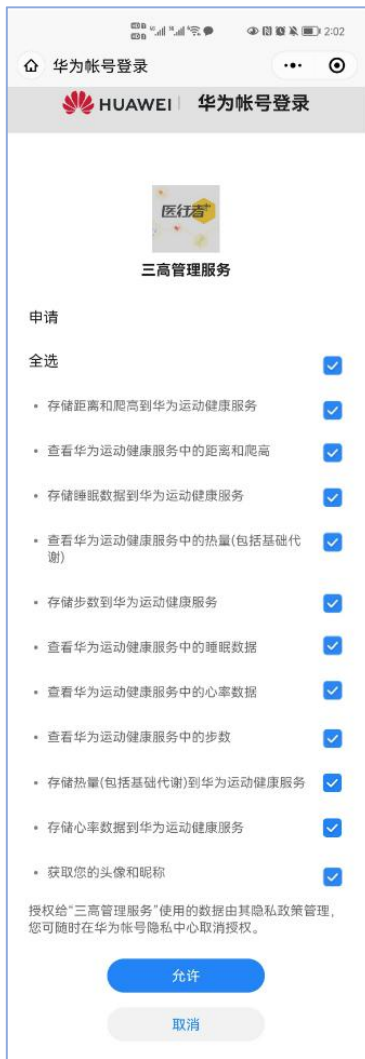 2:02
华为帐号登录
HUAWEI 华为帐号登录
医行者
三高管理服务
申请
全选
• 存储距离和爬高到华为运动健康服务
• 查看华为运动健康服务中的距离和爬高
• 存储睡眠数据到华为运动健康服务
• 查看华为运动健康服务中的热量(包括基础代
谢)
• 存储步数到华为运动健康服务
• 查看华为运动健康服务中的睡眠数据
• 查看华为运动健康服务中的心率数据
• 查看华为运动健康服务中的步数
• 存储热量(包括基础代谢)到华为运动健康服务
• 存储心率数据到华为运动健康服务
• 获取您的头像和昵称
授权给“三高管理服务”使用的数据由其隐私政策管理，
您可随时在华为帐号隐私中心取消授权。
允许
取消